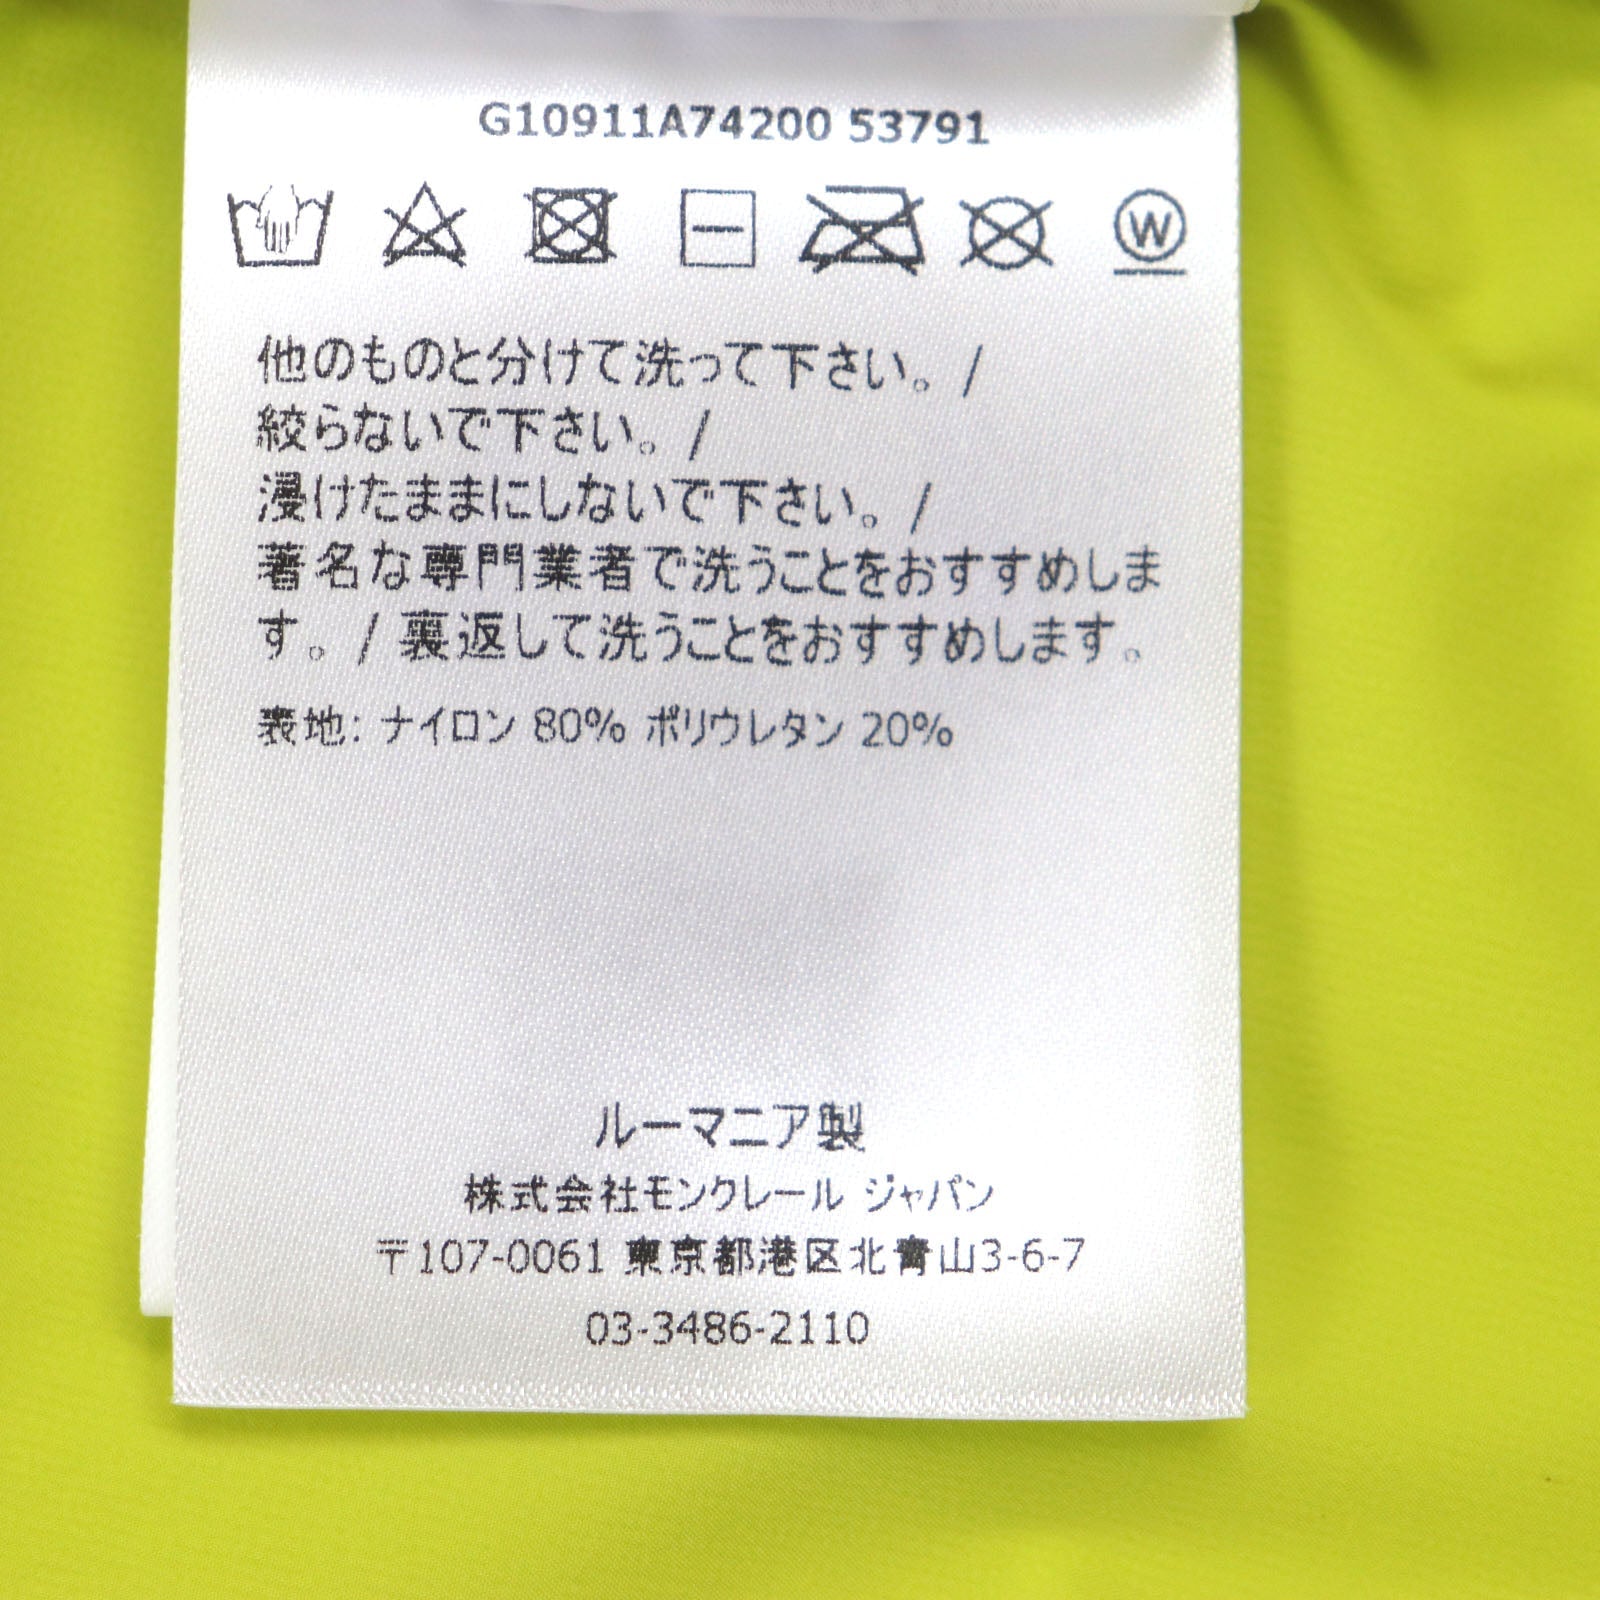 G10911A74200 53791
W
他のものと分けて洗って下さい。/
絞らないで下さい。/
浸けたままにしないで下さい。/
著名な専門業者で洗うことをおすすめしま
す。/ 裏返して洗うことをおすすめします。
表地: ナイロン 80% ポリウレタン 20%
ルーマニア製
株式会社モンクレール ジャパン
〒107-0061 東京都港区北青山3-6-7
03-3486-2110